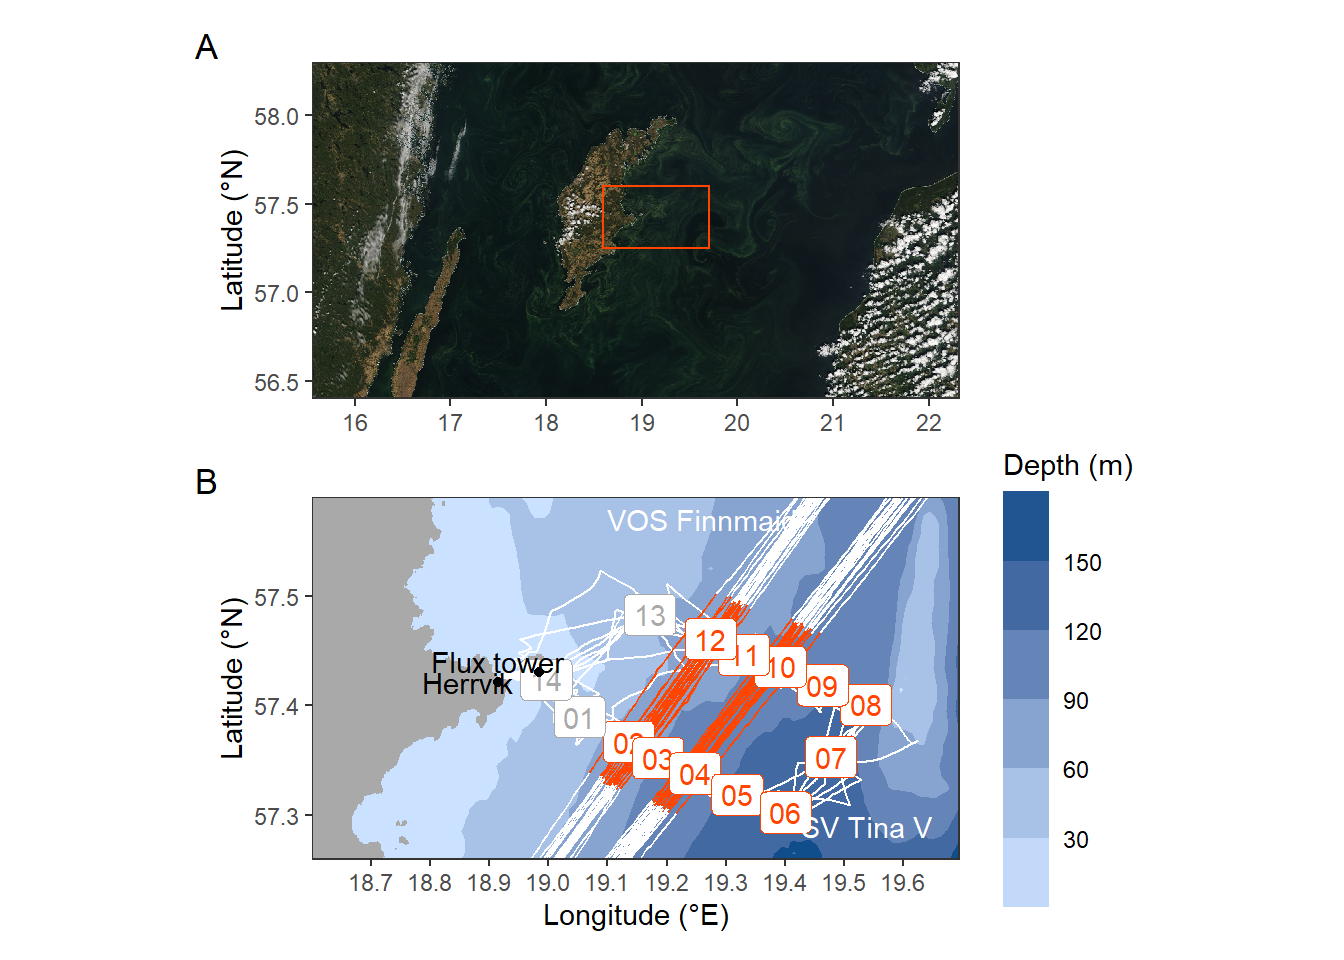 A
Latitude (°N)
58.0
57.5
57.0
56.5
16 17 18 19 20 21 22
B
Depth (m)
150
120
90
60
30
Latitude (°N)
57.5
57.4
57.3
VOS Finnmaid
13
12
11
10
09
08
Flux tower
Herrvik
14
01
02
03
04
05
06
07
SV Tina V
18.7 18.8 18.9 19.0 19.1 19.2 19.3 19.4 19.5 19.6
Longitude (°E)